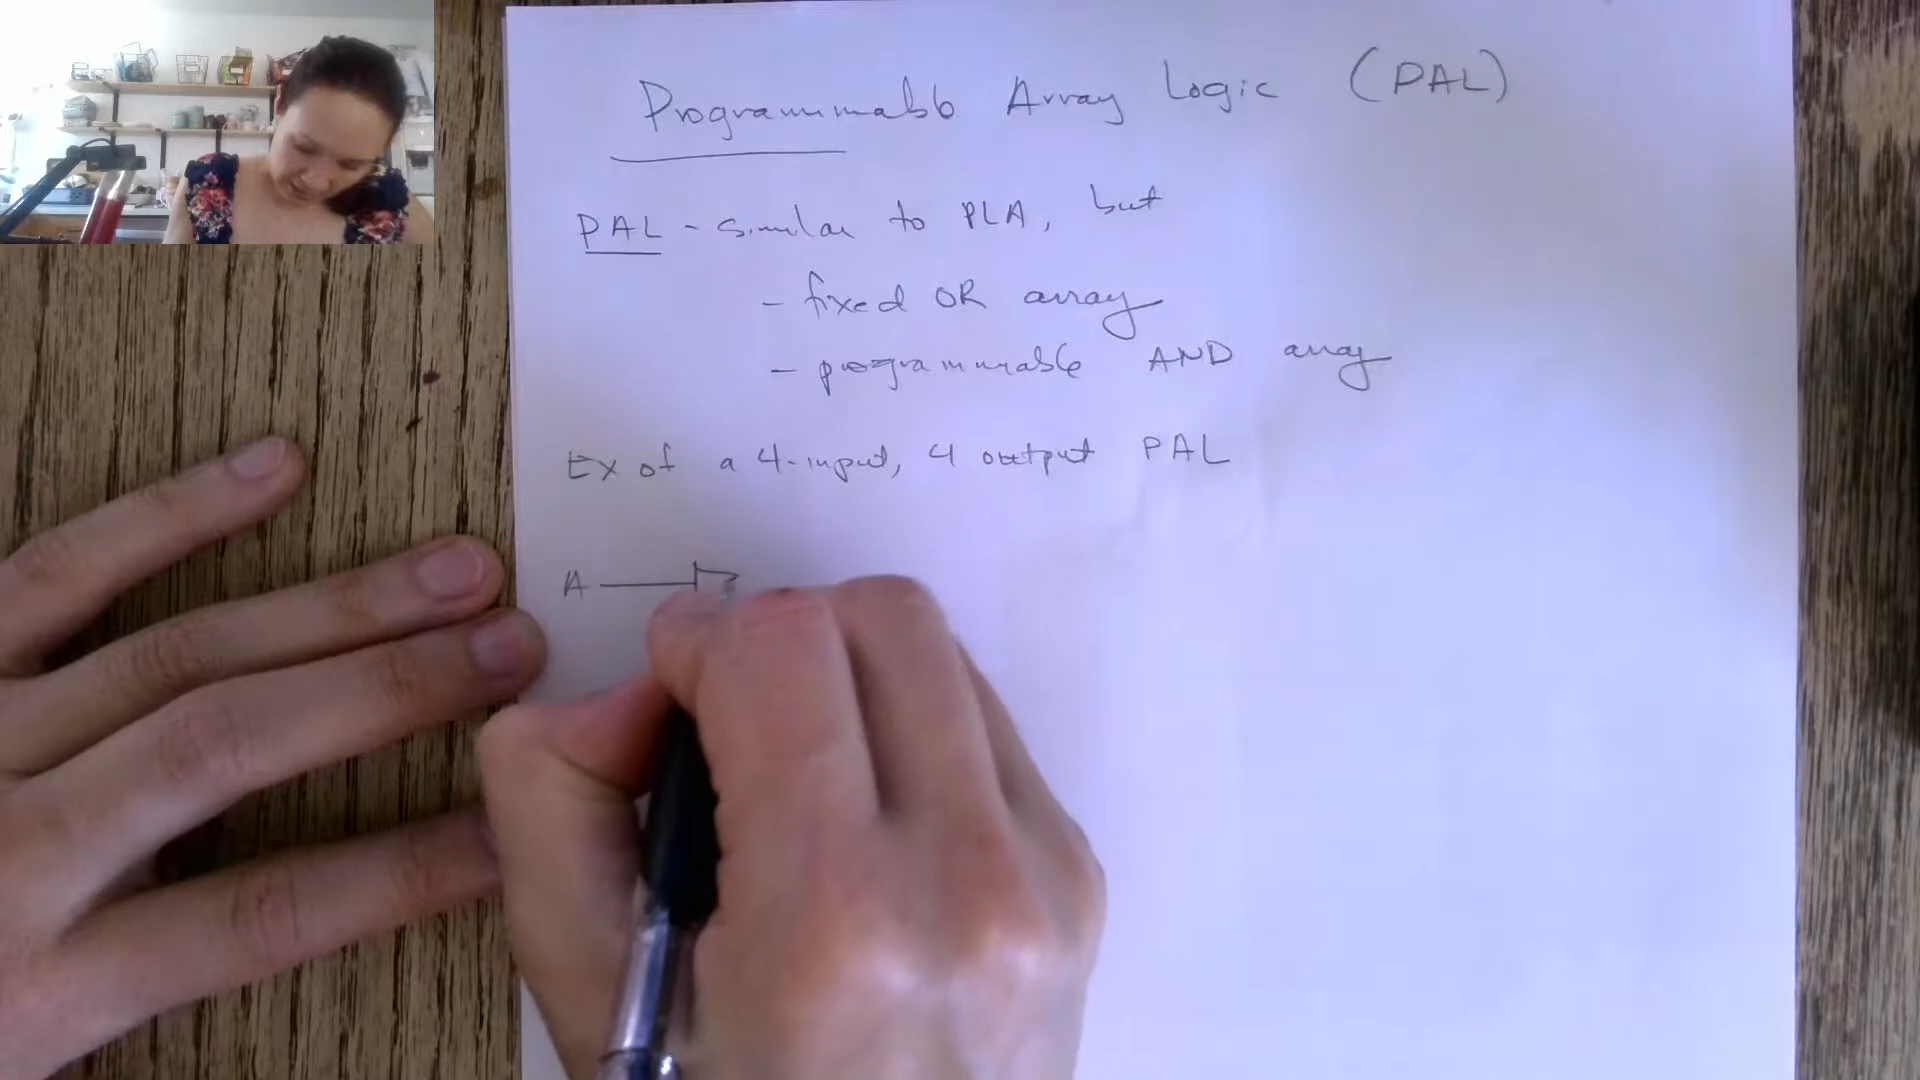 Programmable Array Logic (PAL)
PAL - similar to PLA, but
- fixed OR array
- programmable AND array
Ex of a 4-input, 4 output PAL
A